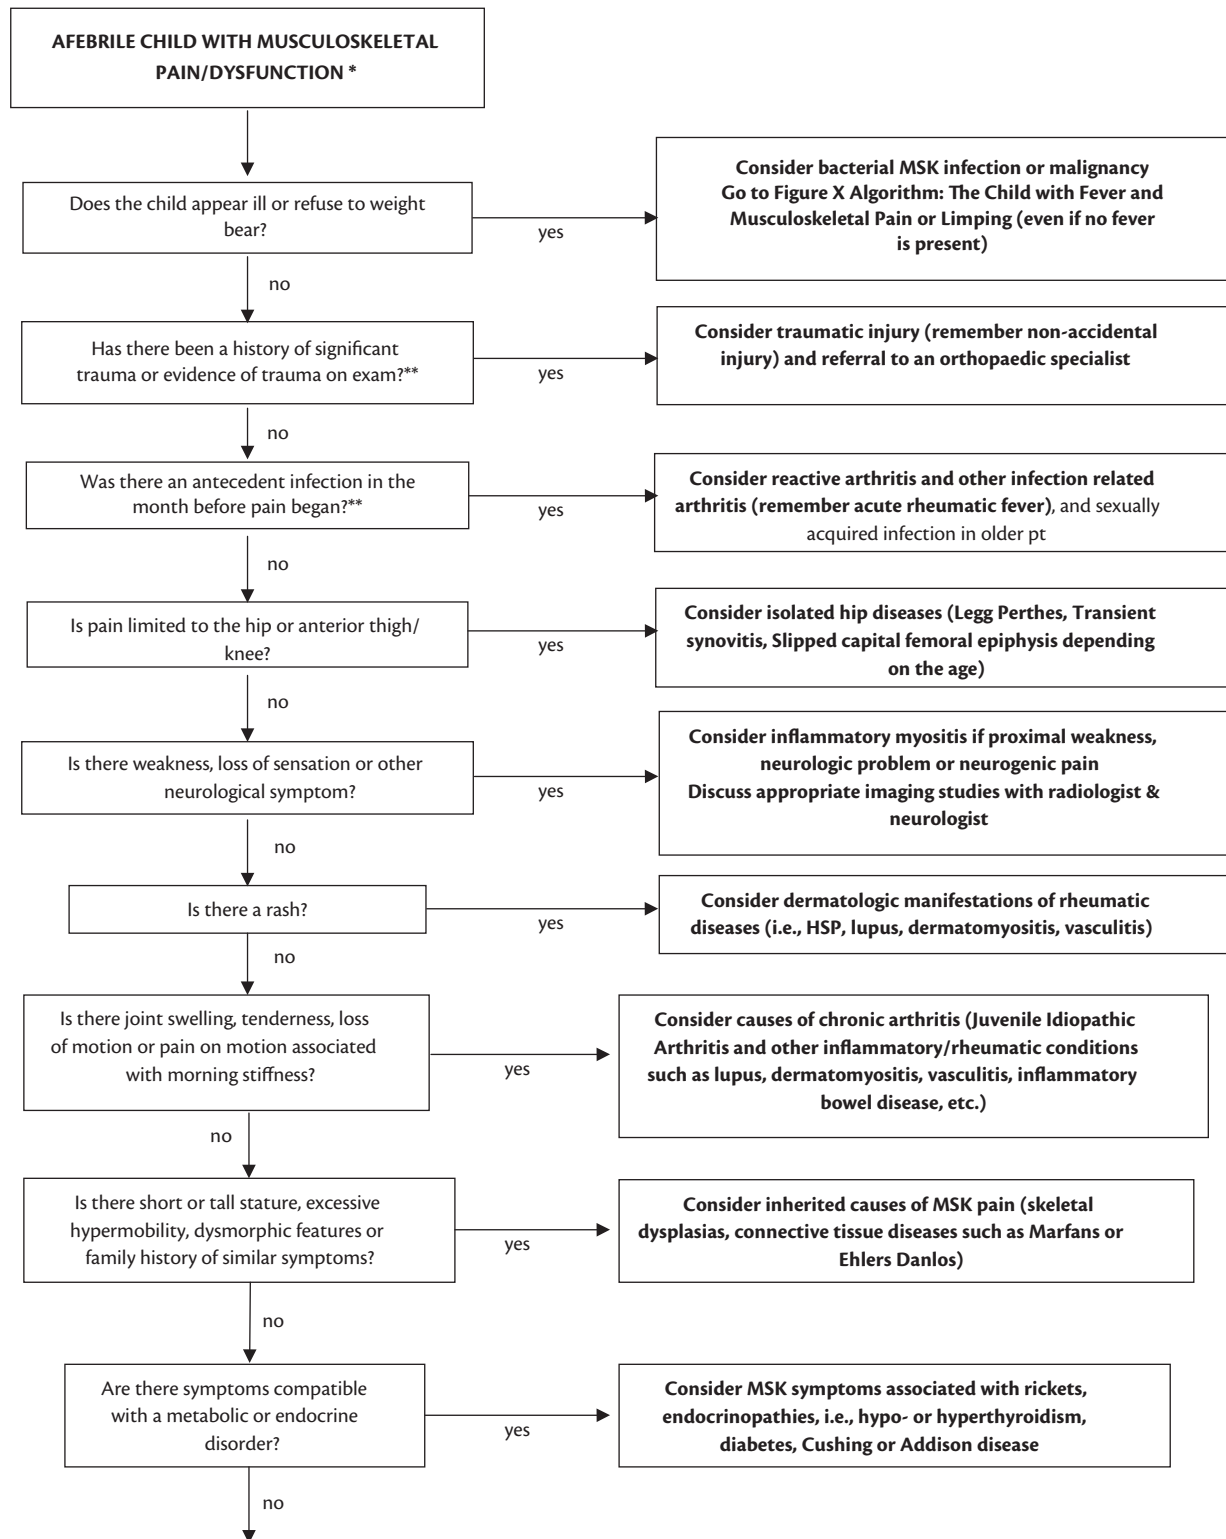 AFEBRILE CHILD WITH MUSCULOSKELETAL
PAIN/DYSFUNCTION *
Does the child appear ill or refuse to weight
bear?
yes
Consider bacterial MSK infection or malignancy
Go to Figure X Algorithm: The Child with Fever and
Musculoskeletal Pain or Limping (even if no fever
is present)
no
Has there been a history of significant
trauma or evidence of trauma on exam?**
yes
Consider traumatic injury (remember non-accidental
injury) and referral to an orthopaedic specialist
no
Was there an antecedent infection in the
month before pain began?**
yes
Consider reactive arthritis and other infection related
arthritis (remember acute rheumatic fever), and sexually
acquired infection in older pt
no
Is pain limited to the hip or anterior thigh/
knee?
yes
Consider isolated hip diseases (Legg Perthes, Transient
synovitis, Slipped capital femoral epiphysis depending
on the age)
no
Is there weakness, loss of sensation or other
neurological symptom?
yes
Consider inflammatory myositis if proximal weakness,
neurologic problem or neurogenic pain
Discuss appropriate imaging studies with radiologist &
neurologist
no
Is there a rash?
yes
Consider dermatologic manifestations of rheumatic
diseases (i.e., HSP, lupus, dermatomyositis, vasculitis)
no
Is there joint swelling, tenderness, loss
of motion or pain on motion associated
with morning stiffness?
yes
Consider causes of chronic arthritis (Juvenile Idiopathic
Arthritis and other inflammatory/rheumatic conditions
such as lupus, dermatomyositis, vasculitis, inflammatory
bowel disease, etc.)
no
Is there short or tall stature, excessive
hypermobility, dysmorphic features or
family history of similar symptoms?
yes
Consider inherited causes of MSK pain (skeletal
dysplasias, connective tissue diseases such as Marfans or
Ehlers Danlos)
no
Are there symptoms compatible
with a metabolic or endocrine
disorder?
yes
Consider MSK symptoms associated with rickets,
endocrinopathies, i.e., hypo- or hyperthyroidism,
diabetes, Cushing or Addison disease
no